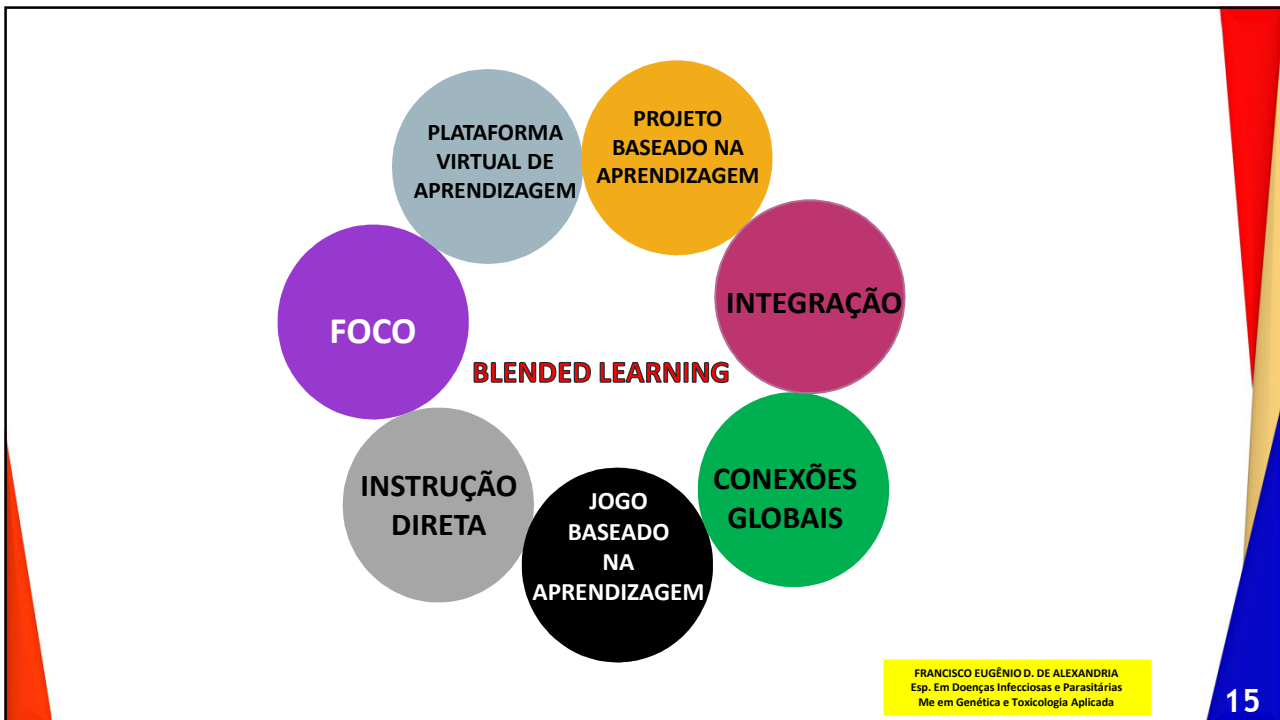 PLATAFORMA
VIRTUAL DE
APRENDIZAGEM
PROJETO
BASEADO NA
APRENDIZAGEM
INTEGRAÇÃO
FOCO
BLENDED LEARNING
CONEXÕES
GLOBAIS
INSTRUÇÃO
DIRETA
JOGO
BASEADO
NA
APRENDIZAGEM
FRANCISCO EUGÊNIO D. DE ALEXANDRIA
Esp. Em Doenças Infecciosas e Parasitárias
Me em Genética e Toxicologia Aplicada
15